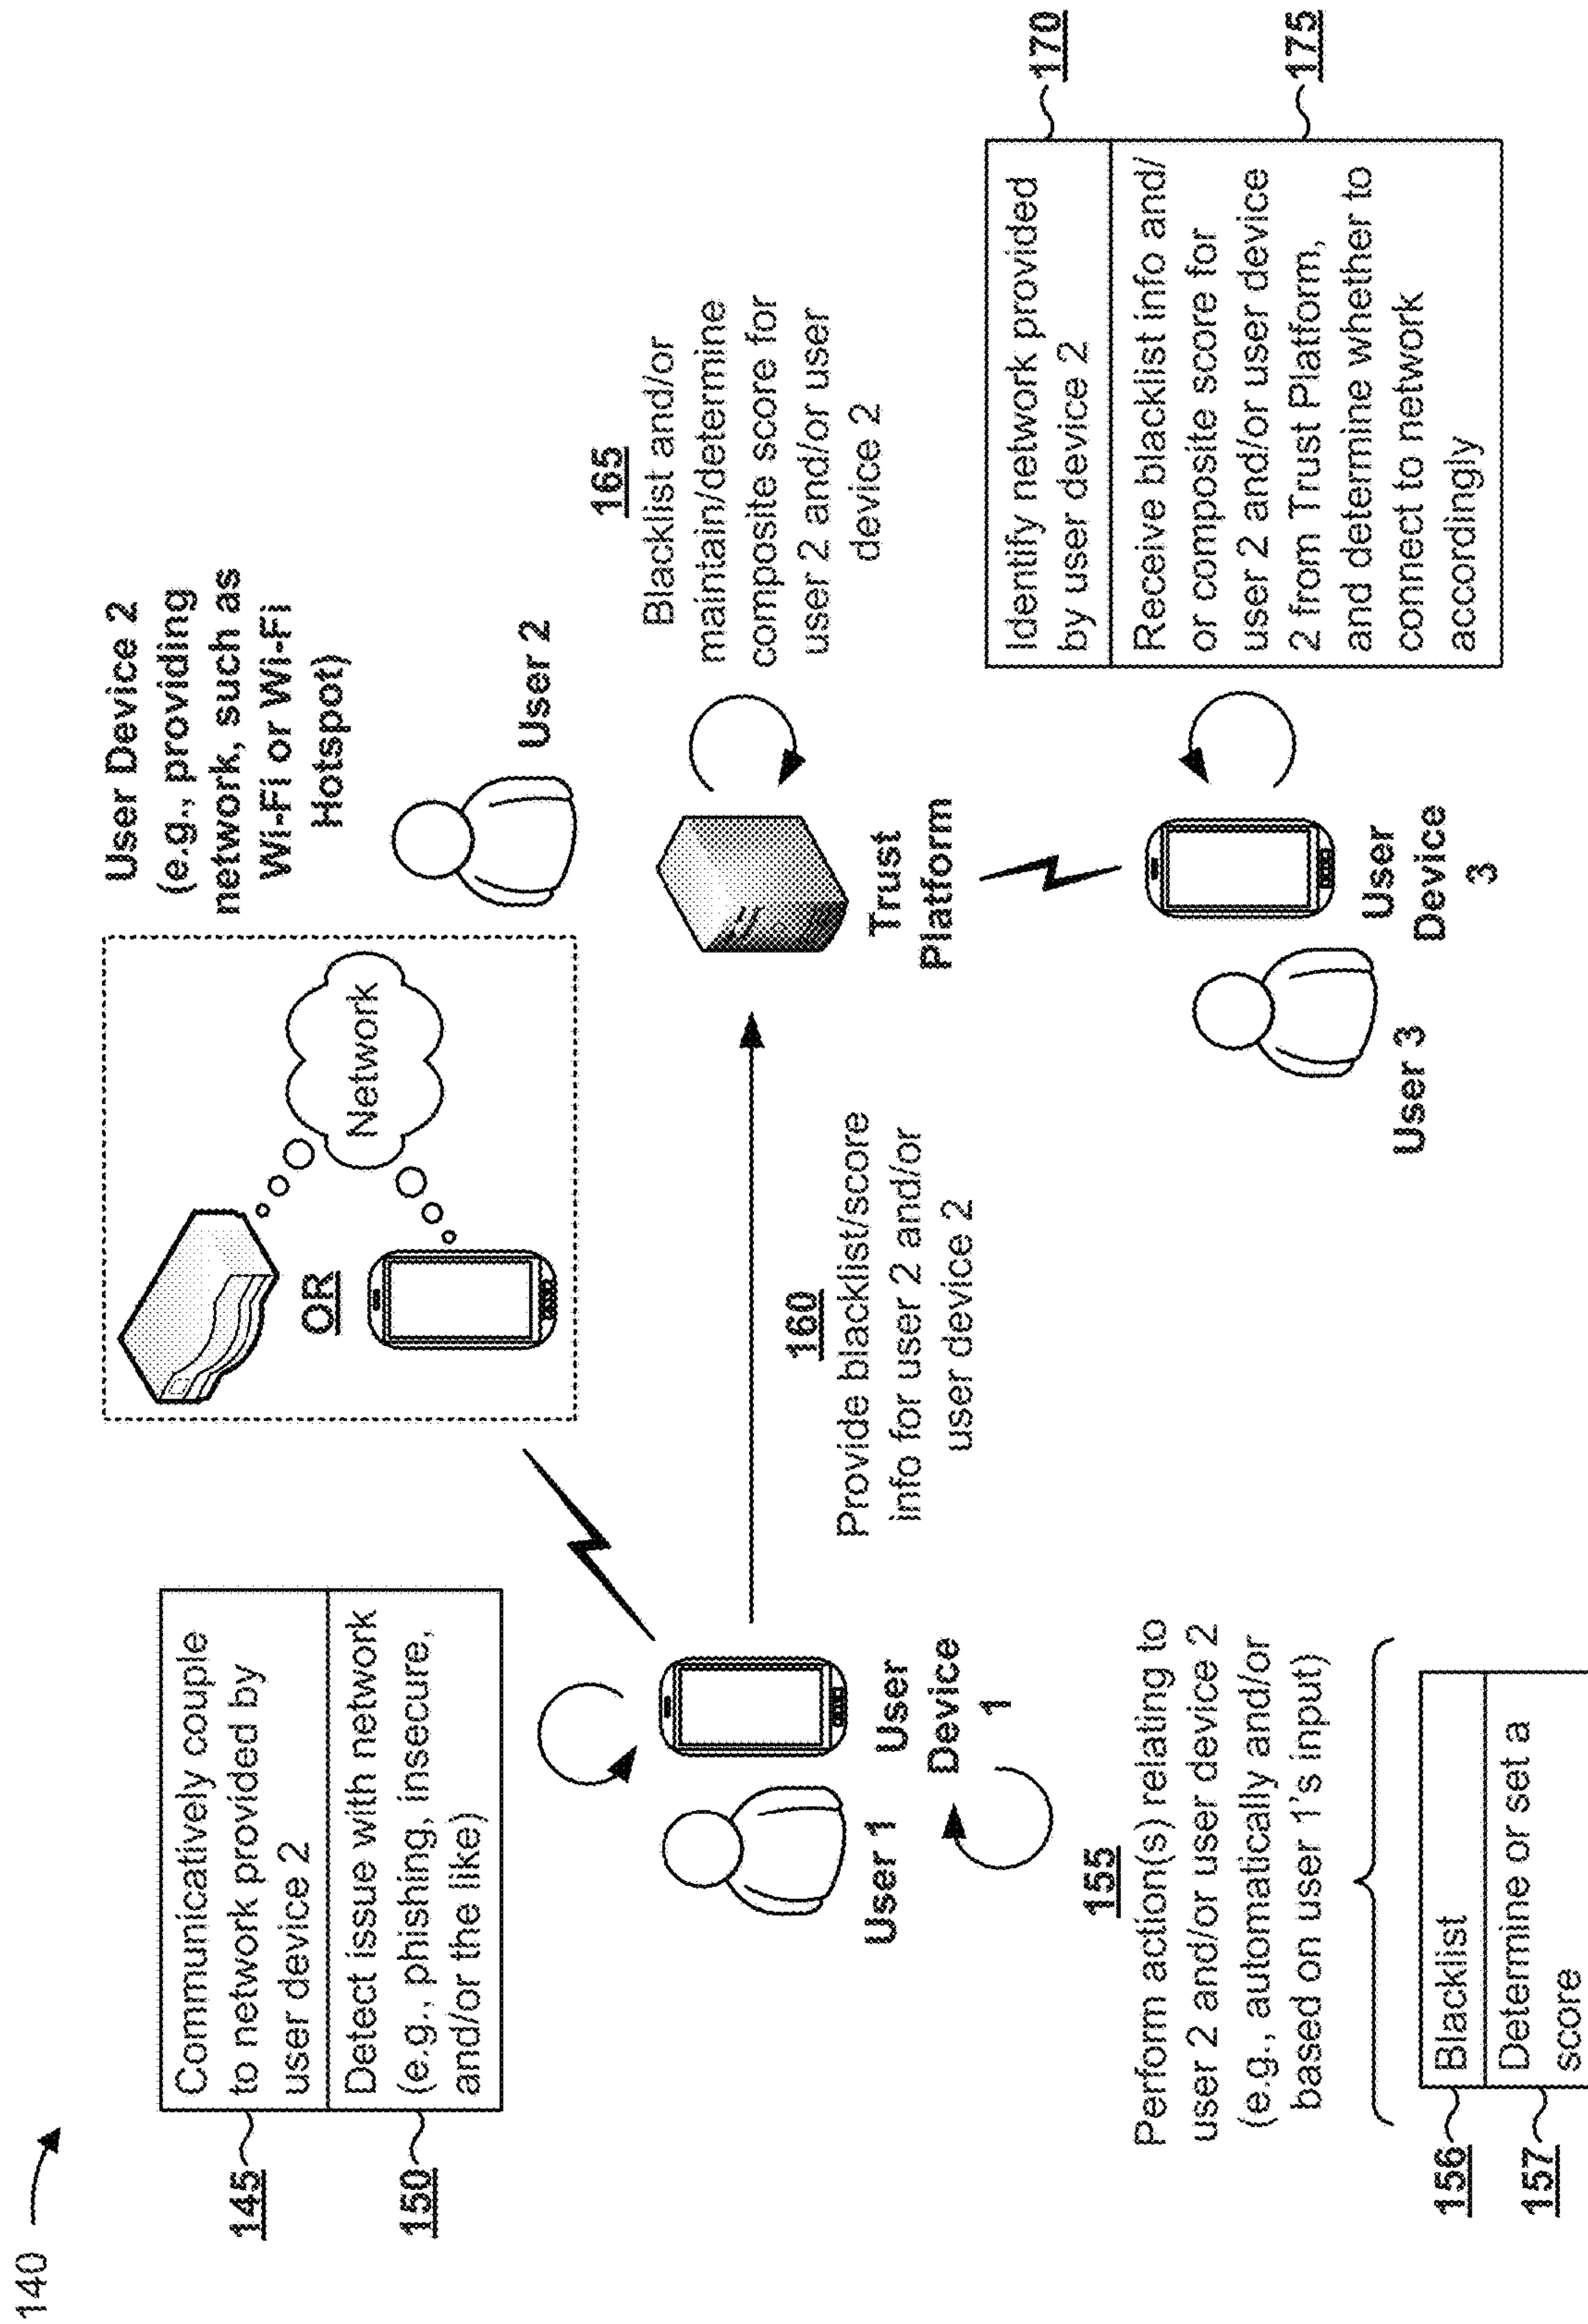 140
145
Communicatively couple
to network provided by
user device 2
150
Detect issue with network
(e.g., phishing, insecure,
and/or the like)
User Device 2
(e.g., providing
network, such as
Wi-Fi or Wi-Fi
Hotspot)
OR
Network
User 2
User 1
User
Device
1
155
Perform action(s) relating to
user 2 and/or user device 2
(e.g., automatically and/or
based on user 1's input)
156
Blacklist
157
Determine or set a
score
160
Provide blacklist/score
info for user 2 and/or
user device 2
Trust
Platform
165
Blacklist and/or
maintain/determine
composite score for
user 2 and/or user
device 2
User 3
User
Device
3
Identify network provided
by user device 2
170
Receive blacklist info and/
or composite score for
user 2 and/or user device
2 from Trust Platform,
and determine whether to
connect to network
accordingly
175